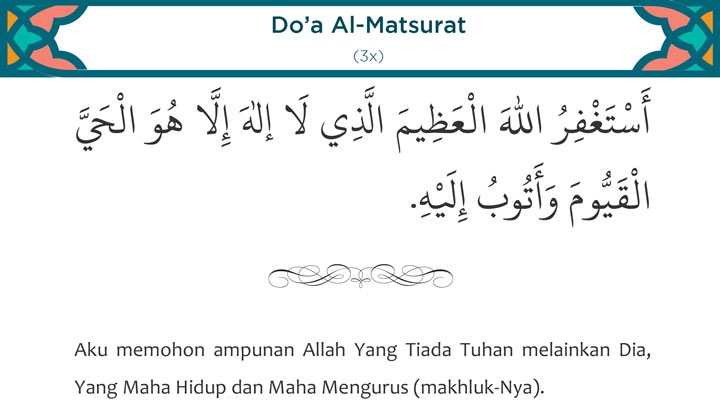 Do’a Al-Matsurat
(3x)
أَسْتَغْفِرُ اللهَ الْعَظِيمَ الَّذِي لَا إِلٰهَ إِلَّا هُوَ الْحَيَّ
الْقَيُّومَ وَأَتُوبُ إِلَيْهِ.
Aku memohon ampunan Allah Yang Tiada Tuhan melainkan Dia,
Yang Maha Hidup dan Maha Mengurus (makhluk-Nya).